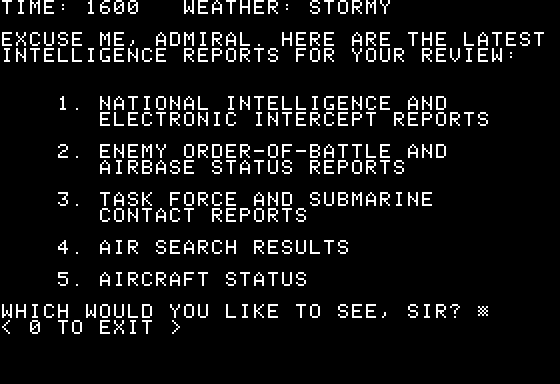 TIME: 1600   WEATHER: STORMY
EXCUSE ME, ADMIRAL. HERE ARE THE LATEST
INTELLIGENCE REPORTS FOR YOUR REVIEW:
1. NATIONAL INTELLIGENCE AND
ELECTRONIC INTERCEPT REPORTS
2. ENEMY ORDER-OF-BATTLE AND
AIRBASE STATUS REPORTS
3. TASK FORCE AND SUBMARINE
CONTACT REPORTS
4. AIR SEARCH RESULTS
5. AIRCRAFT STATUS
WHICH WOULD YOU LIKE TO SEE, SIR?
< 0 TO EXIT >